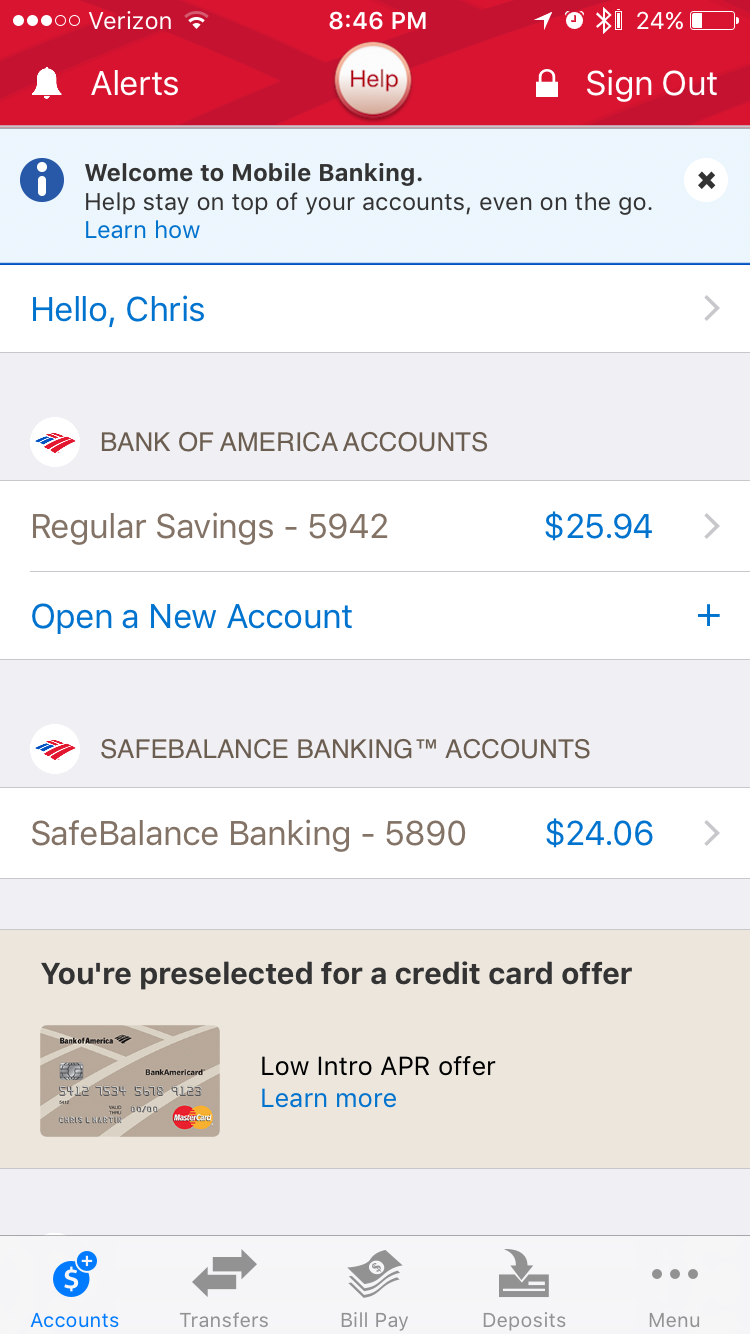 Verizon 8:46 PM 24%
Alerts Help Sign Out
Welcome to Mobile Banking.
Help stay on top of your accounts, even on the go.
Learn how
Hello, Chris
BANK OF AMERICA ACCOUNTS
Regular Savings - 5942 $25.94
Open a New Account +
SAFEBALANCE BANKING™ ACCOUNTS
SafeBalance Banking - 5890 $24.06
You're preselected for a credit card offer
Bank of America
BankAmericard
5412 7534 5678 9123
5412
VALID THRU 00/00
CHRIS L MARTIN
MasterCard
Low Intro APR offer
Learn more
Accounts Transfers Bill Pay Deposits Menu